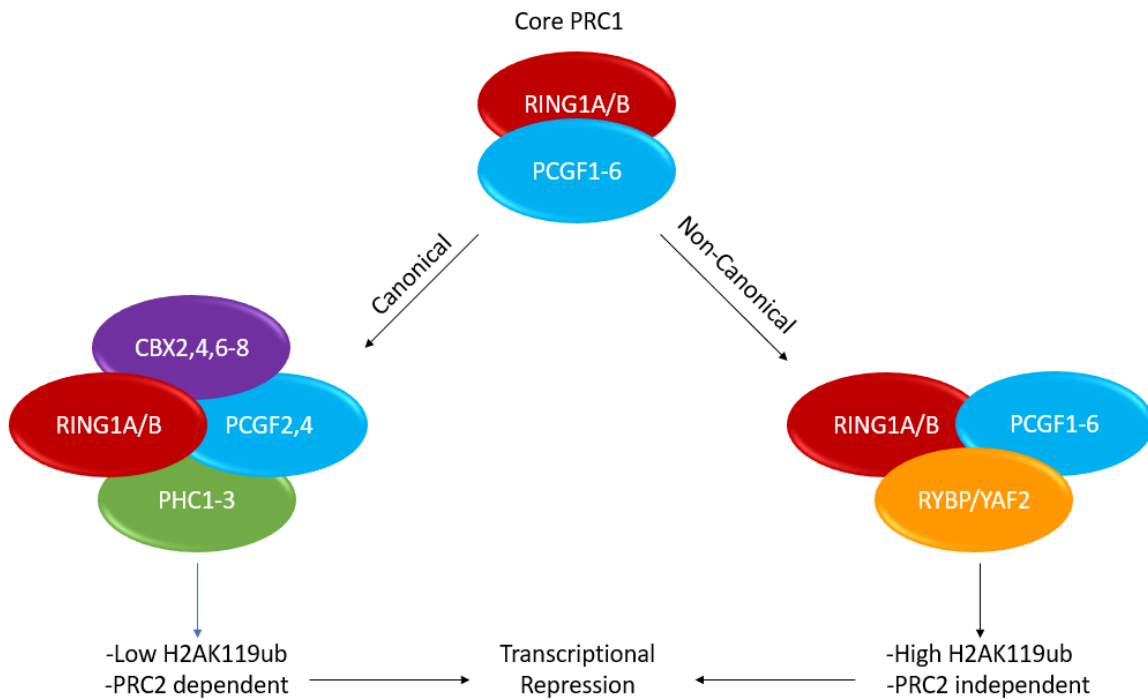 Core PRC1
RING1A/B
PCGF1-6
Canonical
Non-Canonical
CBX2,4,6-8
RING1A/B
PCGF2,4
PHC1-3
RING1A/B
PCGF1-6
RYBP/YAF2
-Low H2AK119ub
-PRC2 dependent
Transcriptional
Repression
-High H2AK119ub
-PRC2 independent